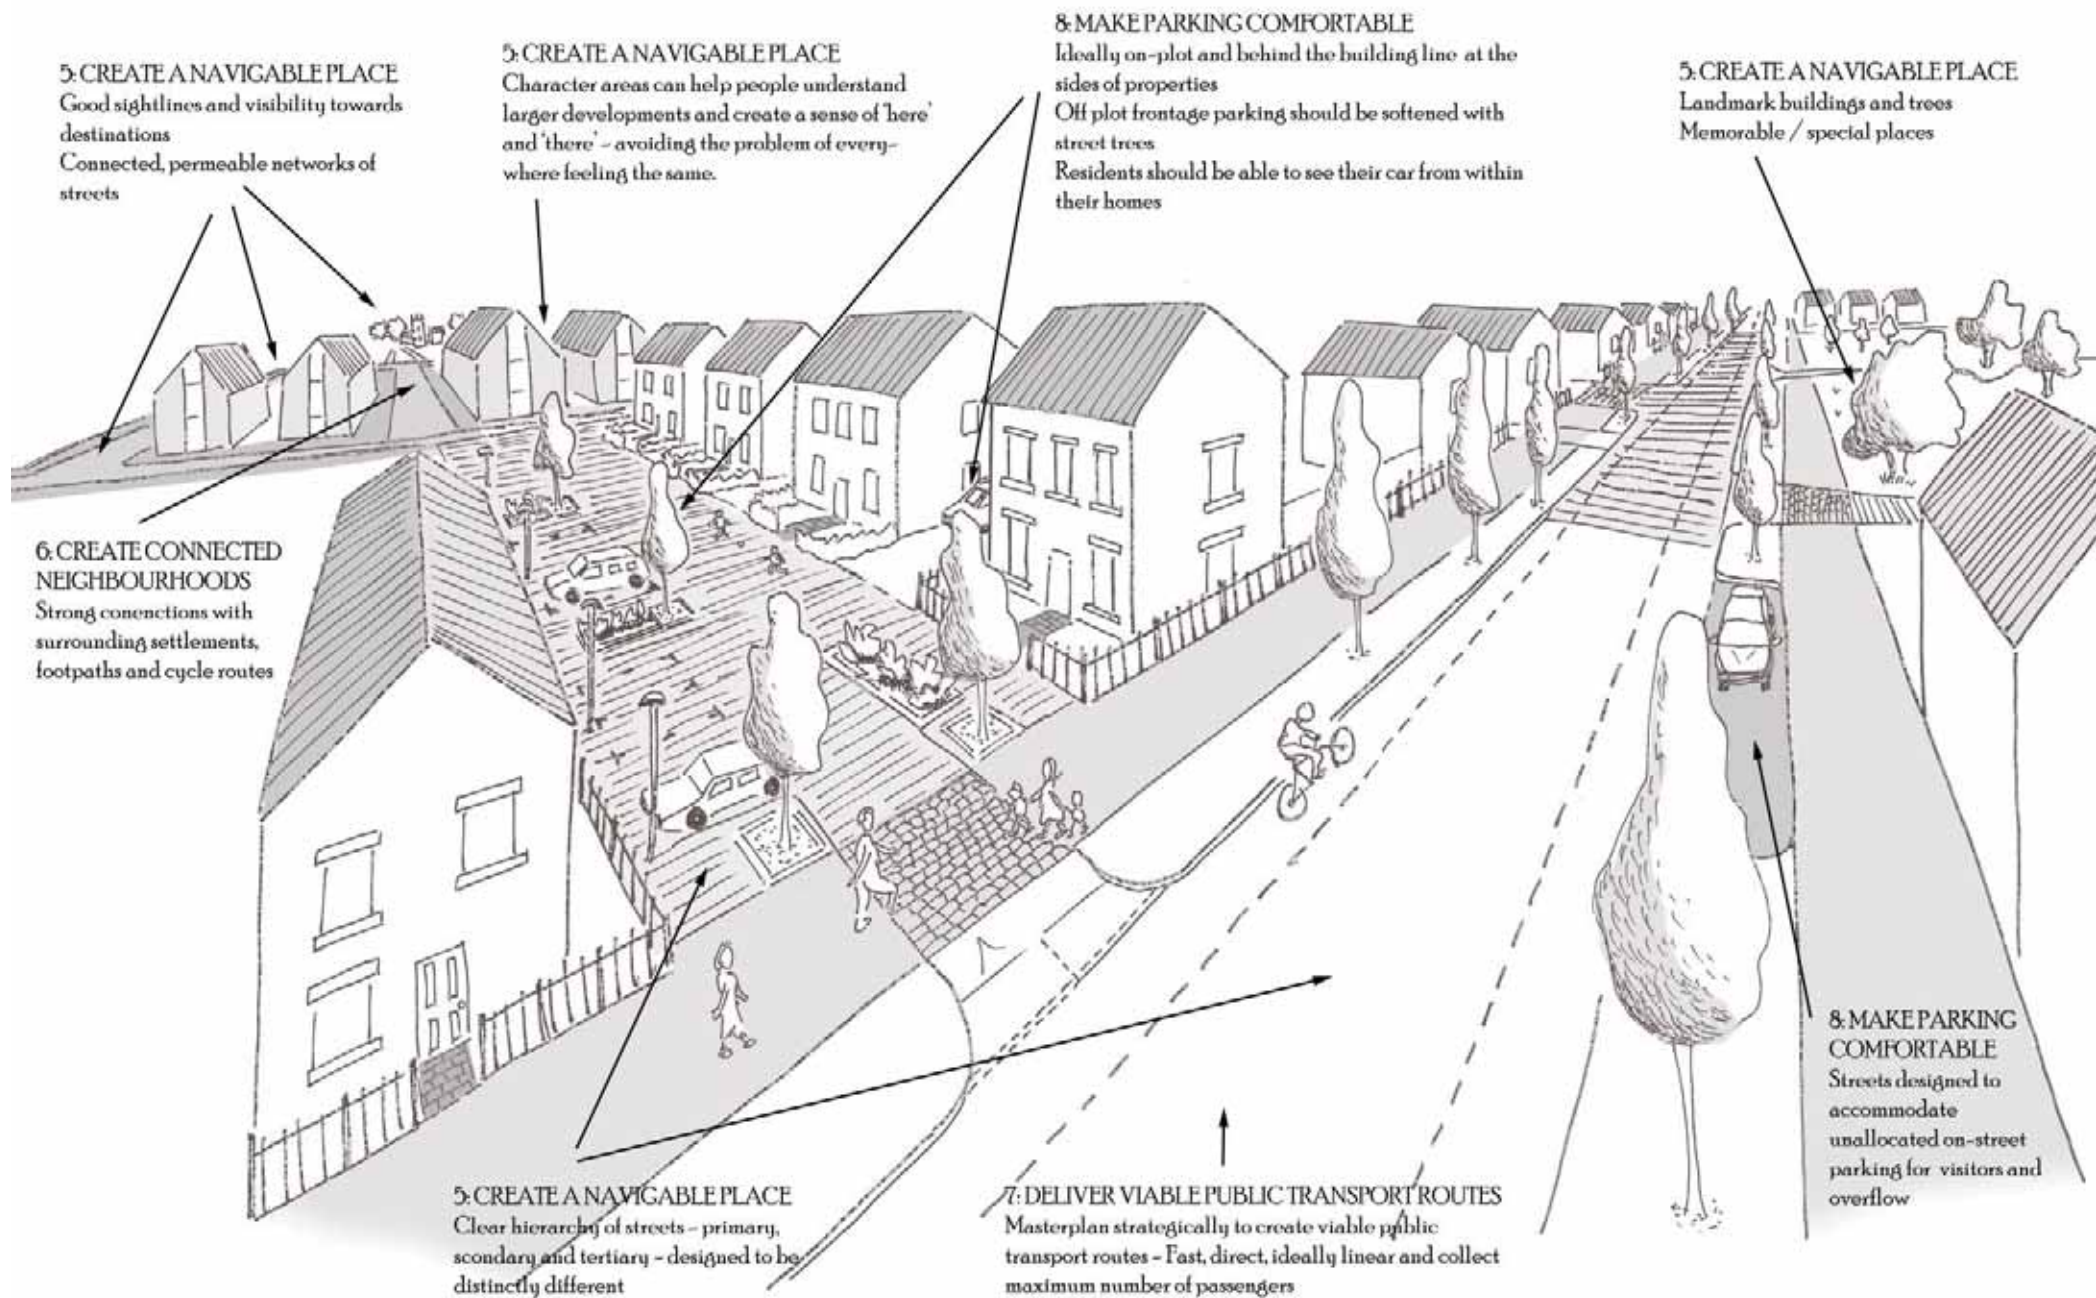 5: CREATE A NAVIGABLE PLACE
Good sightlines and visibility towards
destinations
Connected, permeable networks of
streets
5: CREATE A NAVIGABLE PLACE
Character areas can help people understand
larger developments and create a sense of 'here'
and 'there' - avoiding the problem of every-
where feeling the same.
8: MAKE PARKING COMFORTABLE
Ideally on-plot and behind the building line at the
sides of properties
Off plot frontage parking should be softened with
street trees
Residents should be able to see their car from within
their homes
5: CREATE A NAVIGABLE PLACE
Landmark buildings and trees
Memorable / special places
6: CREATE CONNECTED
NEIGHBOURHOODS
Strong conenctions with
surrounding settlements,
footpaths and cycle routes
5: CREATE A NAVIGABLE PLACE
Clear hierarchy of streets - primary,
scondary and tertiary - designed to be
distinctly different
7: DELIVER VIABLE PUBLIC TRANSPORT ROUTES
Masterplan strategically to create viable public
transport routes - Fast, direct, ideally linear and collect
maximum number of passengers
8: MAKE PARKING
COMFORTABLE
Streets designed to
accommodate
unallocated on-street
parking for visitors and
overflow